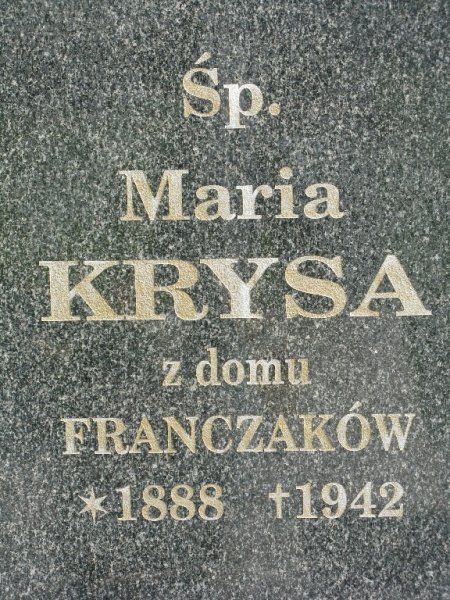 Śp.
Maria
KRYSA
z domu
FRANCZAKÓW
✶1888 †1942